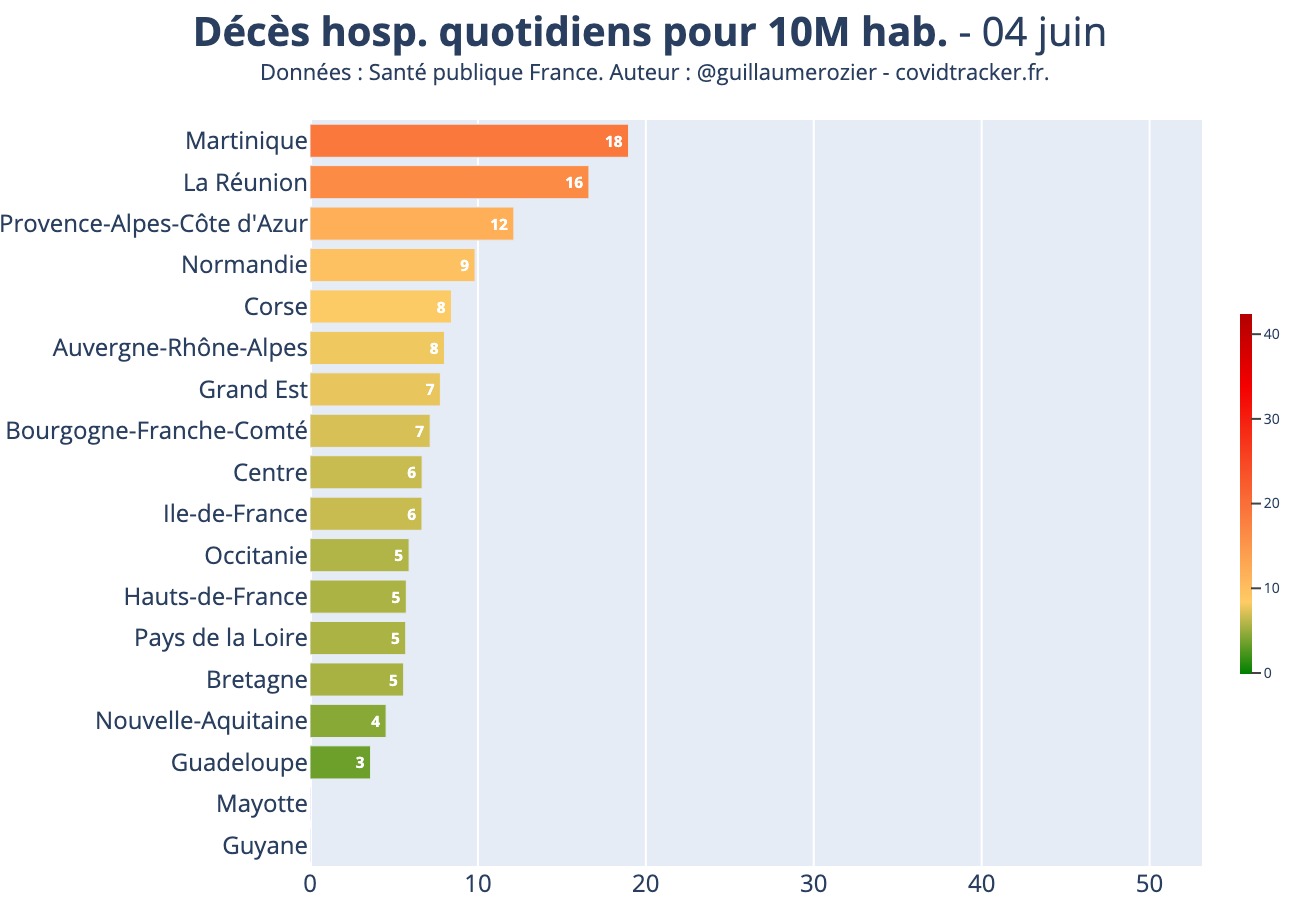 Décès hosp. quotidiens pour 10M hab. - 04 juin
Données : Santé publique France. Auteur : @guillaumerozier - covidtracker.fr.
Martinique 18
La Réunion 16
Provence-Alpes-Côte d'Azur 12
Normandie 9
Corse 8
Auvergne-Rhône-Alpes 8
Grand Est 7
Bourgogne-Franche-Comté 7
Centre 6
Ile-de-France 6
Occitanie 5
Hauts-de-France 5
Pays de la Loire 5
Bretagne 5
Nouvelle-Aquitaine 4
Guadeloupe 3
Mayotte
Guyane
0 10 20 30 40 50
40
30
20
10
0